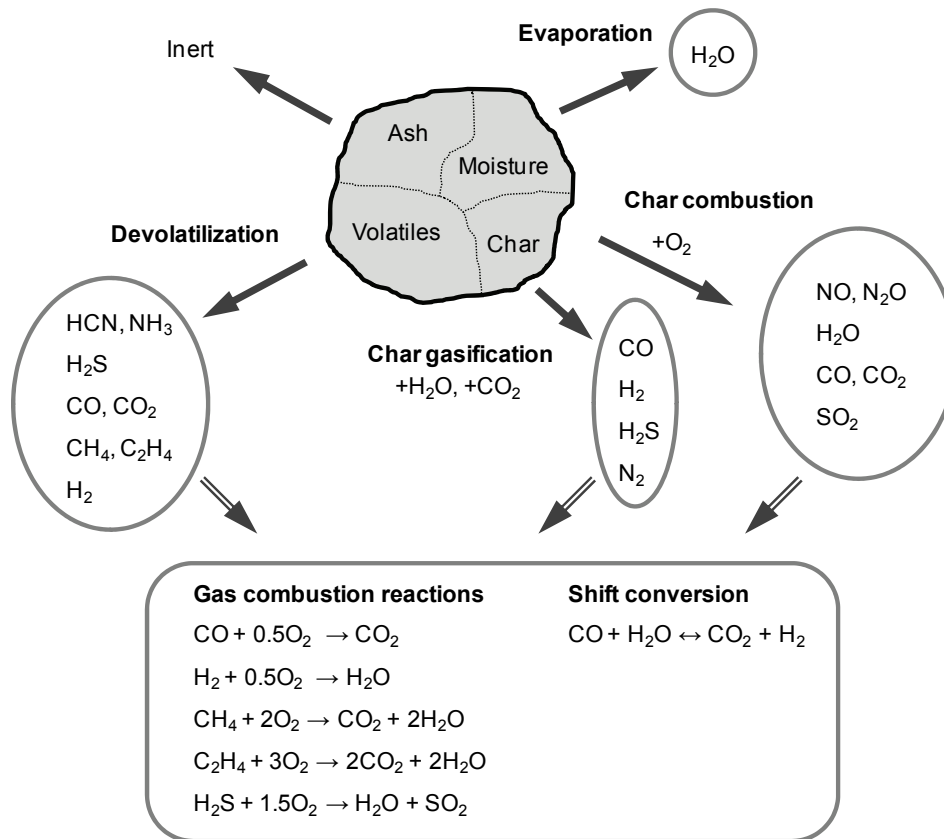 Evaporation
Inert
H₂O
Ash
Moisture
Char combustion
+O₂
Devolatilization
Volatiles
Char
HCN, NH₃
H₂S
CO, CO₂
CH₄, C₂H₄
H₂
Char gasification
+H₂O, +CO₂
CO
H₂
H₂S
N₂
NO, N₂O
H₂O
CO, CO₂
SO₂
Gas combustion reactions
CO + 0.5O₂ → CO₂
H₂ + 0.5O₂ → H₂O
CH₄ + 2O₂ → CO₂ + 2H₂O
C₂H₄ + 3O₂ → 2CO₂ + 2H₂O
H₂S + 1.5O₂ → H₂O + SO₂
Shift conversion
CO + H₂O ↔ CO₂ + H₂